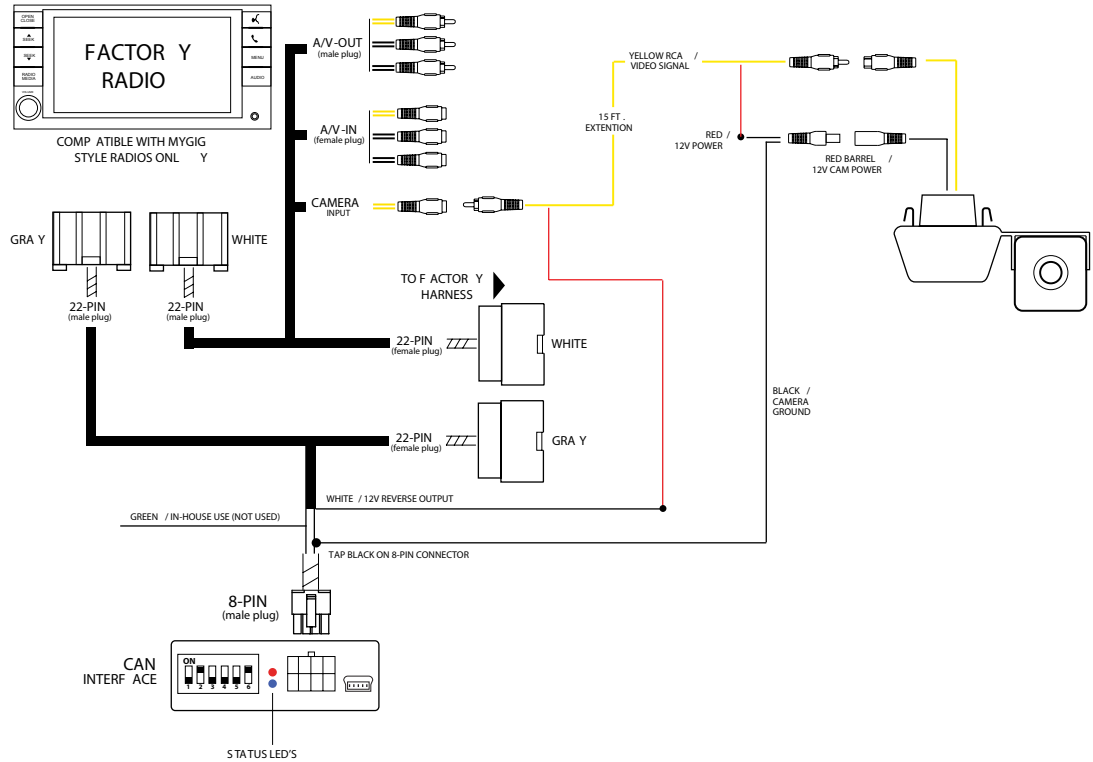 OPEN
CLOSE
SEEK
SEEK
RADIO
MEDIA
MENU
AUDIO
FACTOR Y
RADIO
COMP ATIBLE WITH MYGIG
STYLE RADIOS ONL Y
A/V-OUT
(male plug)
A/V-IN
(female plug)
CAMERA
INPUT
YELLOW RCA /
VIDEO SIGNAL
15 FT .
EXTENTION
RED /
12V POWER
RED BARREL /
12V CAM POWER
GRA Y
WHITE
22-PIN
(male plug)
22-PIN
(male plug)
TO F ACTOR Y
HARNESS
22-PIN
(female plug)
WHITE
22-PIN
(female plug)
GRA Y
BLACK /
CAMERA
GROUND
WHITE / 12V REVERSE OUTPUT
GREEN / IN-HOUSE USE (NOT USED)
TAP BLACK ON 8-PIN CONNECTOR
8-PIN
(male plug)
CAN
INTERF ACE
ON
1 2 3 4 5 6
STATUS LED'S